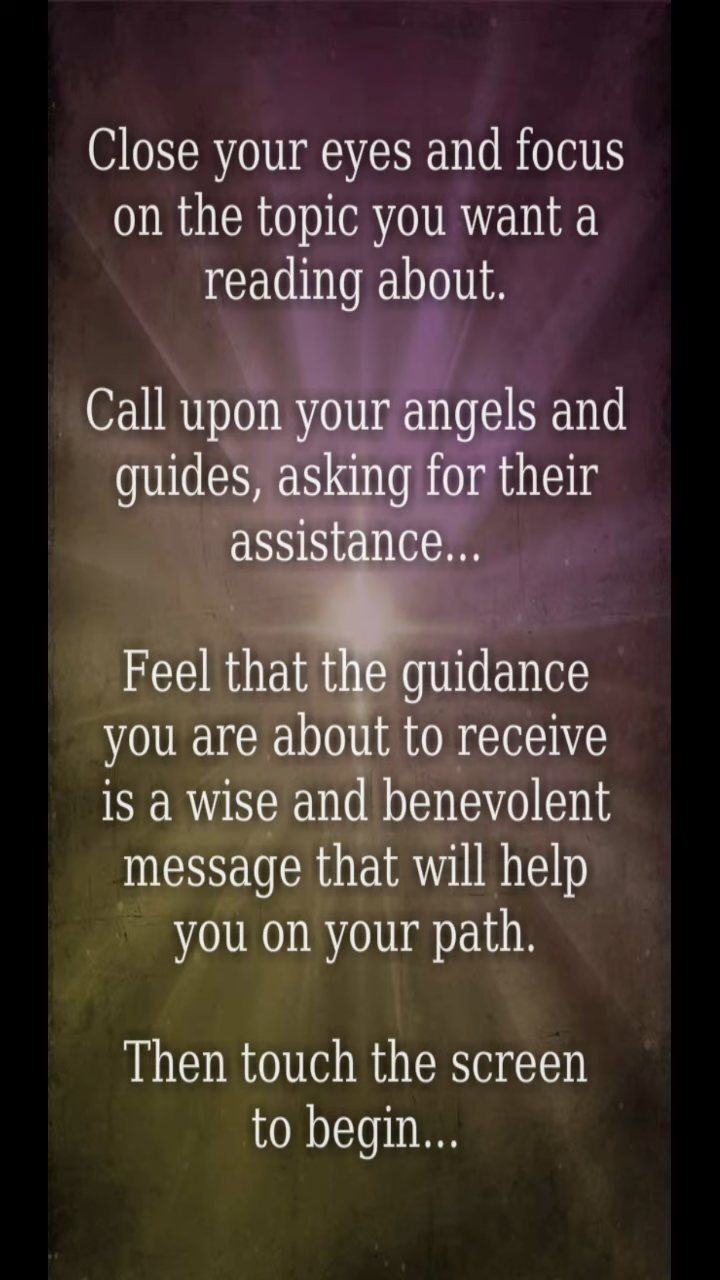 Close your eyes and focus
on the topic you want a
reading about.
Call upon your angels and
guides, asking for their
assistance...
Feel that the guidance
you are about to receive
is a wise and benevolent
message that will help
you on your path.
Then touch the screen
to begin...